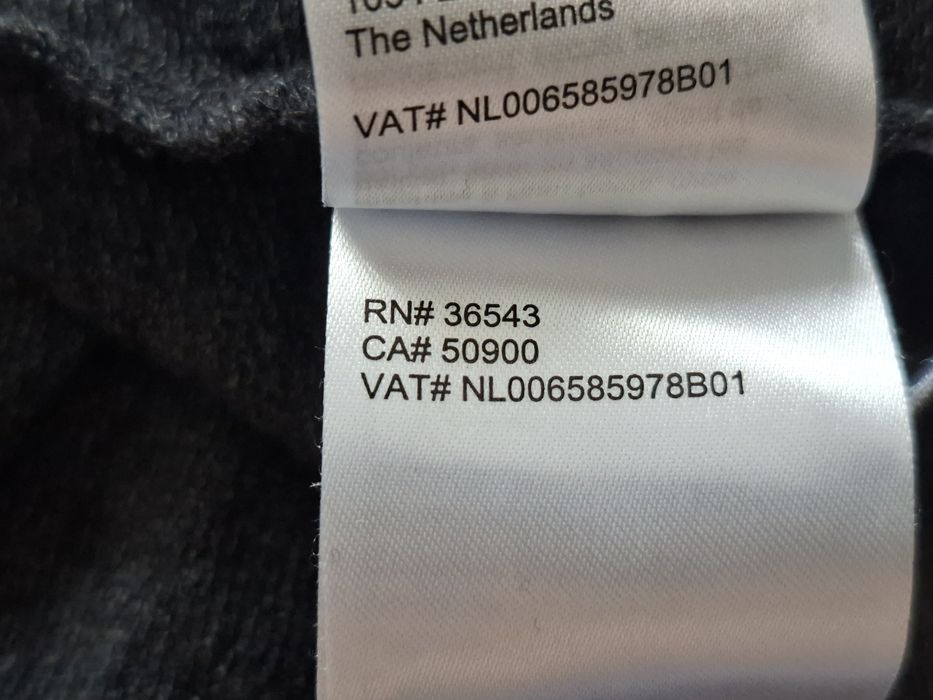 The Netherlands
VAT# NL006585978B01
RN# 36543
CA# 50900
VAT# NL006585978B01